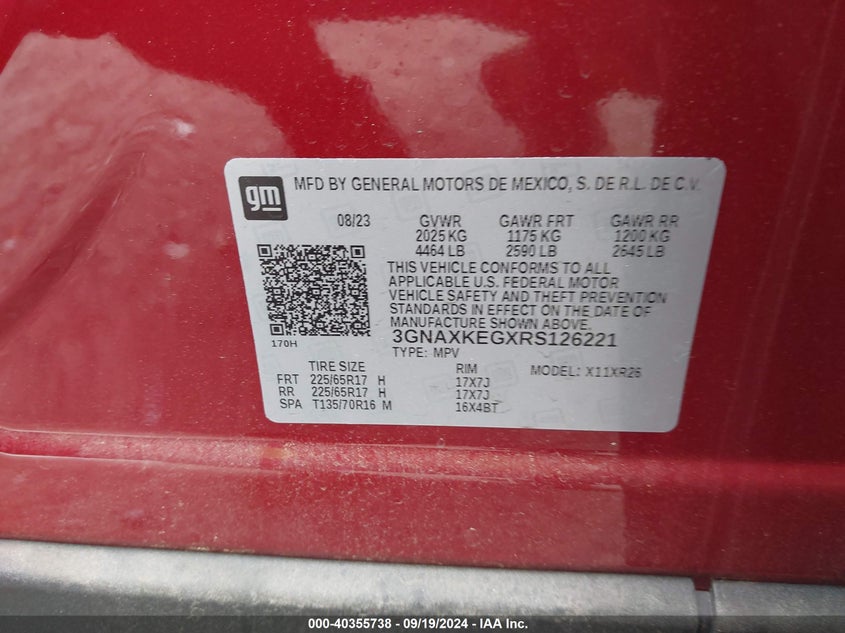 gm MFD BY GENERAL MOTORS DE MEXICO, S. DE R.L. DE C.V.
08/23 GVWR GAWR FRT GAWR RR
2025 KG 1175 KG 1200 KG
4464 LB 2590 LB 2645 LB
THIS VEHICLE CONFORMS TO ALL
APPLICABLE U.S. FEDERAL MOTOR
VEHICLE SAFETY AND THEFT PREVENTION
STANDARDS IN EFFECT ON THE DATE OF
MANUFACTURE SHOWN ABOVE.
170H 3GNAXKEGXRS126221
TYPE: MPV
TIRE SIZE RIM MODEL: X11XR26
FRT 225/65R17 H 17X7J
RR 225/65R17 H 17X7J
SPA T135/70R16 M 16X4BT
000-40355738 - 09/19/2024 - IAA Inc.